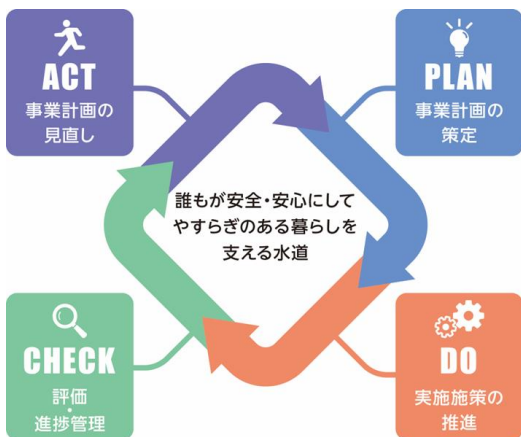 ACT
事業計画の
見直し
PLAN
事業計画の
策定
誰もが安全・安心にして
やすらぎのある暮らしを
支える水道
CHECK
評価
・
進捗管理
DO
実施施策の
推進